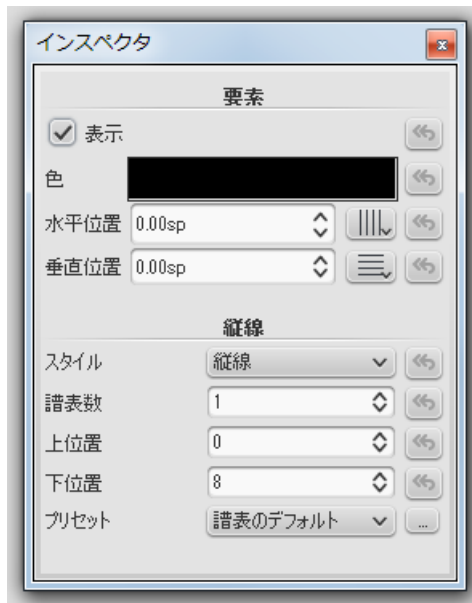 インスペクタ
要素
表示
色
水平位置 0.00sp
垂直位置 0.00sp
縦線
スタイル 縦線
譜表数 1
上位置 0
下位置 8
プリセット 譜表のデフォルト ...